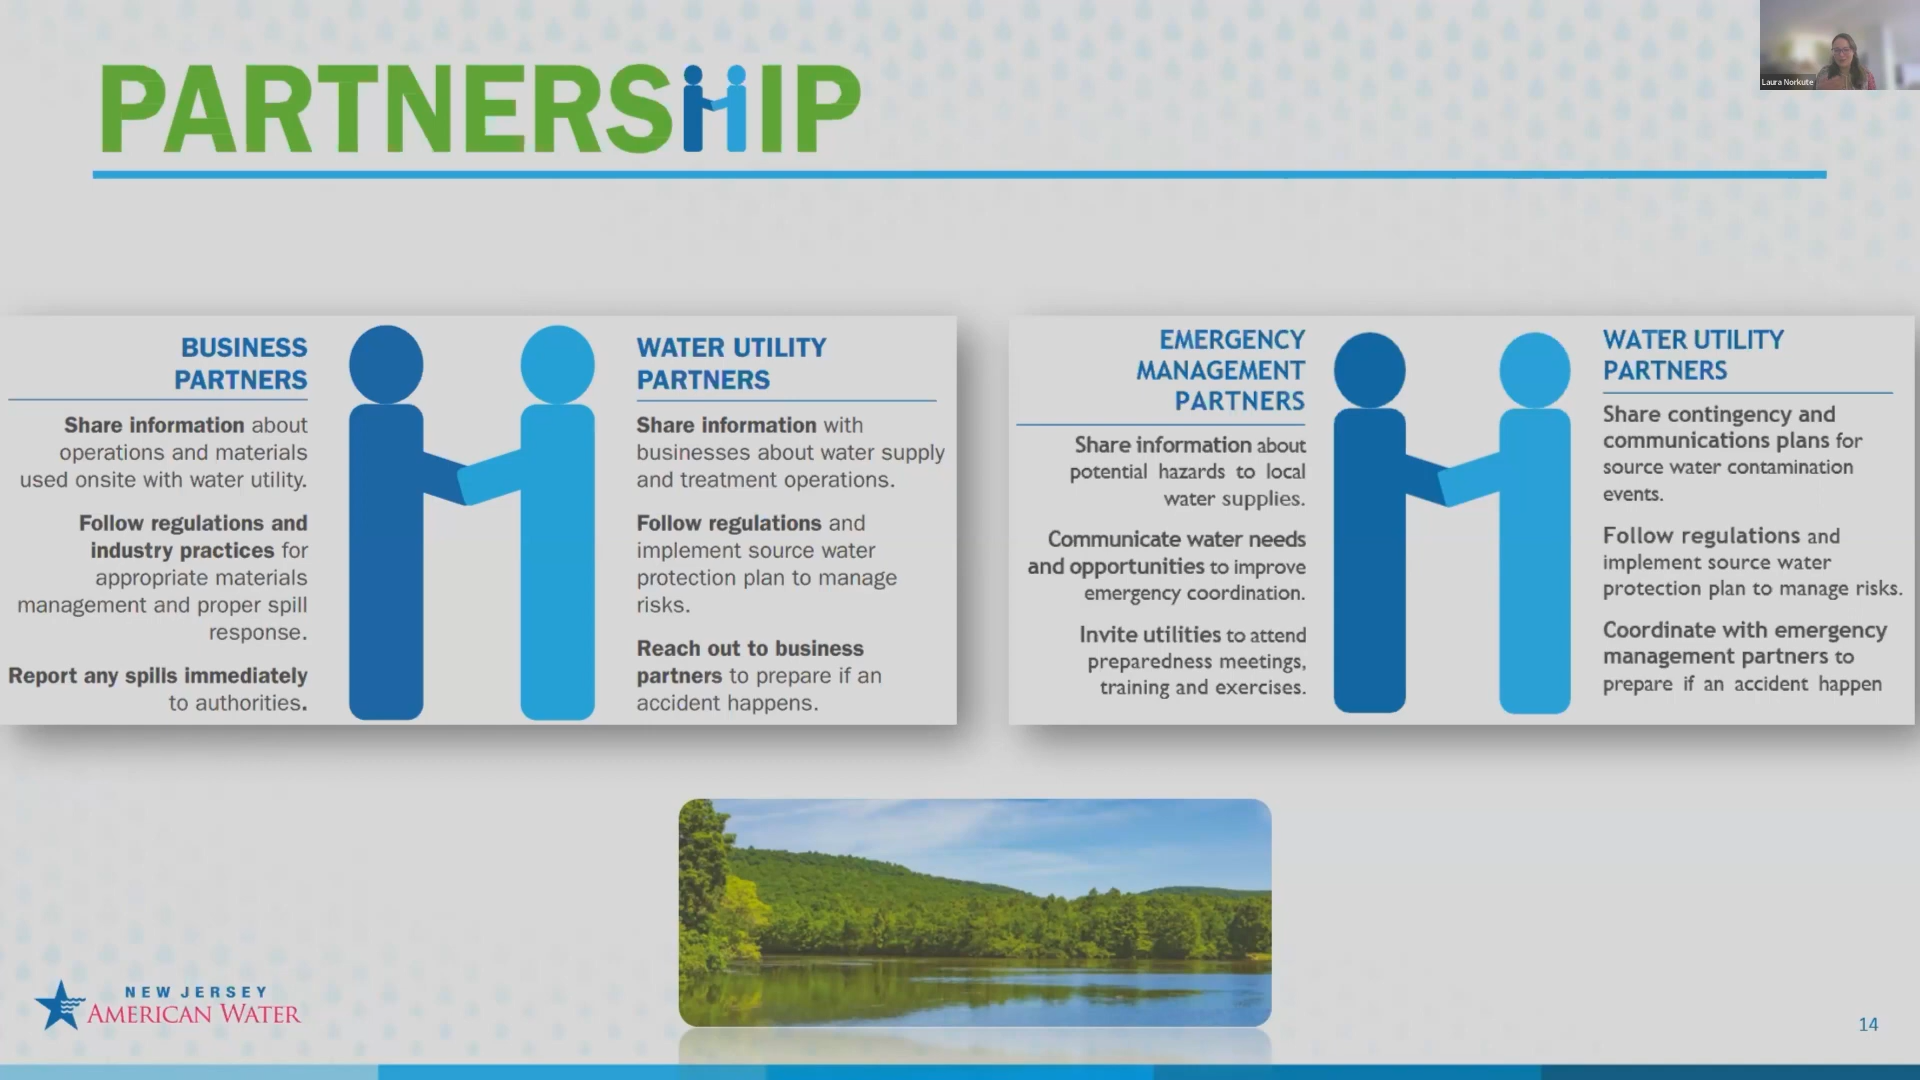 PARTNERSHIP
Laura Norkute
BUSINESS
PARTNERS
Share information about
operations and materials
used onsite with water utility.
Follow regulations and
industry practices for
appropriate materials
management and proper spill
response.
Report any spills immediately
to authorities.
WATER UTILITY
PARTNERS
Share information with
businesses about water supply
and treatment operations.
Follow regulations and
implement source water
protection plan to manage
risks.
Reach out to business
partners to prepare if an
accident happens.
EMERGENCY
MANAGEMENT
PARTNERS
Share information about
potential hazards to local
water supplies.
Communicate water needs
and opportunities to improve
emergency coordination.
Invite utilities to attend
preparedness meetings,
training and exercises.
WATER UTILITY
PARTNERS
Share contingency and
communications plans for
source water contamination
events.
Follow regulations and
implement source water
protection plan to manage risks.
Coordinate with emergency
management partners to
prepare if an accident happen
NEW JERSEY
AMERICAN WATER
14